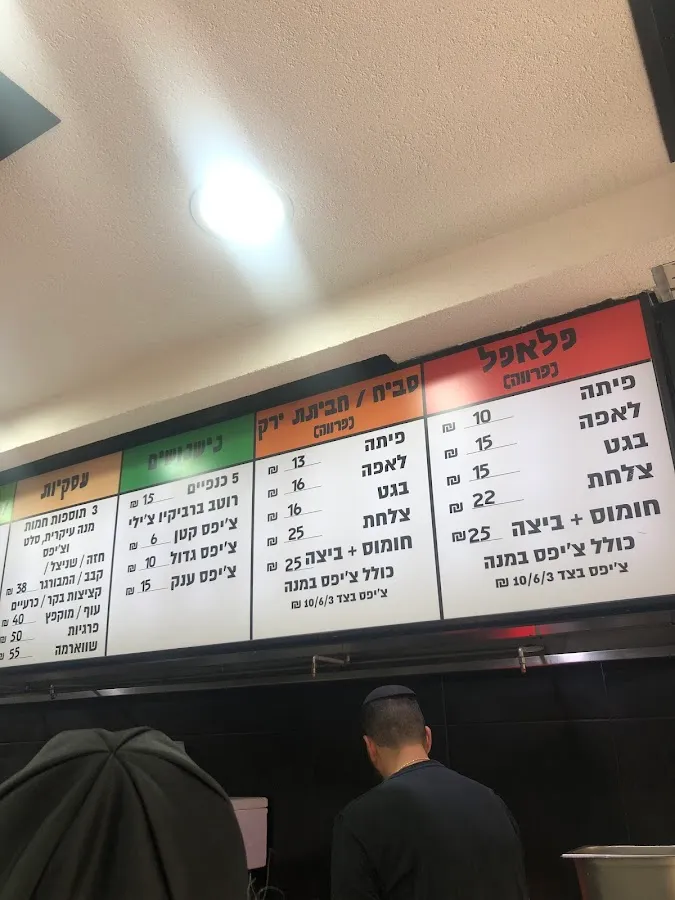 פלאפל
(פרווה)
פיתה 10 ₪
לאפה 15 ₪
בגט 15 ₪
צלחת 22 ₪
חומוס + ביצה 25 ₪
כולל צ'יפס במנה
צ'יפס בצד 10/6/3 ₪
סביח / חביתת ירק
(פרווה)
פיתה 13 ₪
לאפה 16 ₪
בגט 16 ₪
צלחת 25 ₪
חומוס + ביצה 25 ₪
כולל צ'יפס במנה
צ'יפס בצד 10/6/3 ₪
נישנושים
5 כנפיים 15 ₪
רוטב ברביקיו צ'ילי
צ'יפס קטן 6 ₪
צ'יפס גדול 10 ₪
צ'יפס ענק 15 ₪
עסקיות
3 תוספות חמות
מנה עיקרית, סלט
וצ'יפס
חזה / שניצל /
קבב / המבורגר 38 ₪
קציצות בקר / כרעיים
עוף / מוקפץ 40 ₪
פרגיות 50 ₪
שווארמה 55 ₪